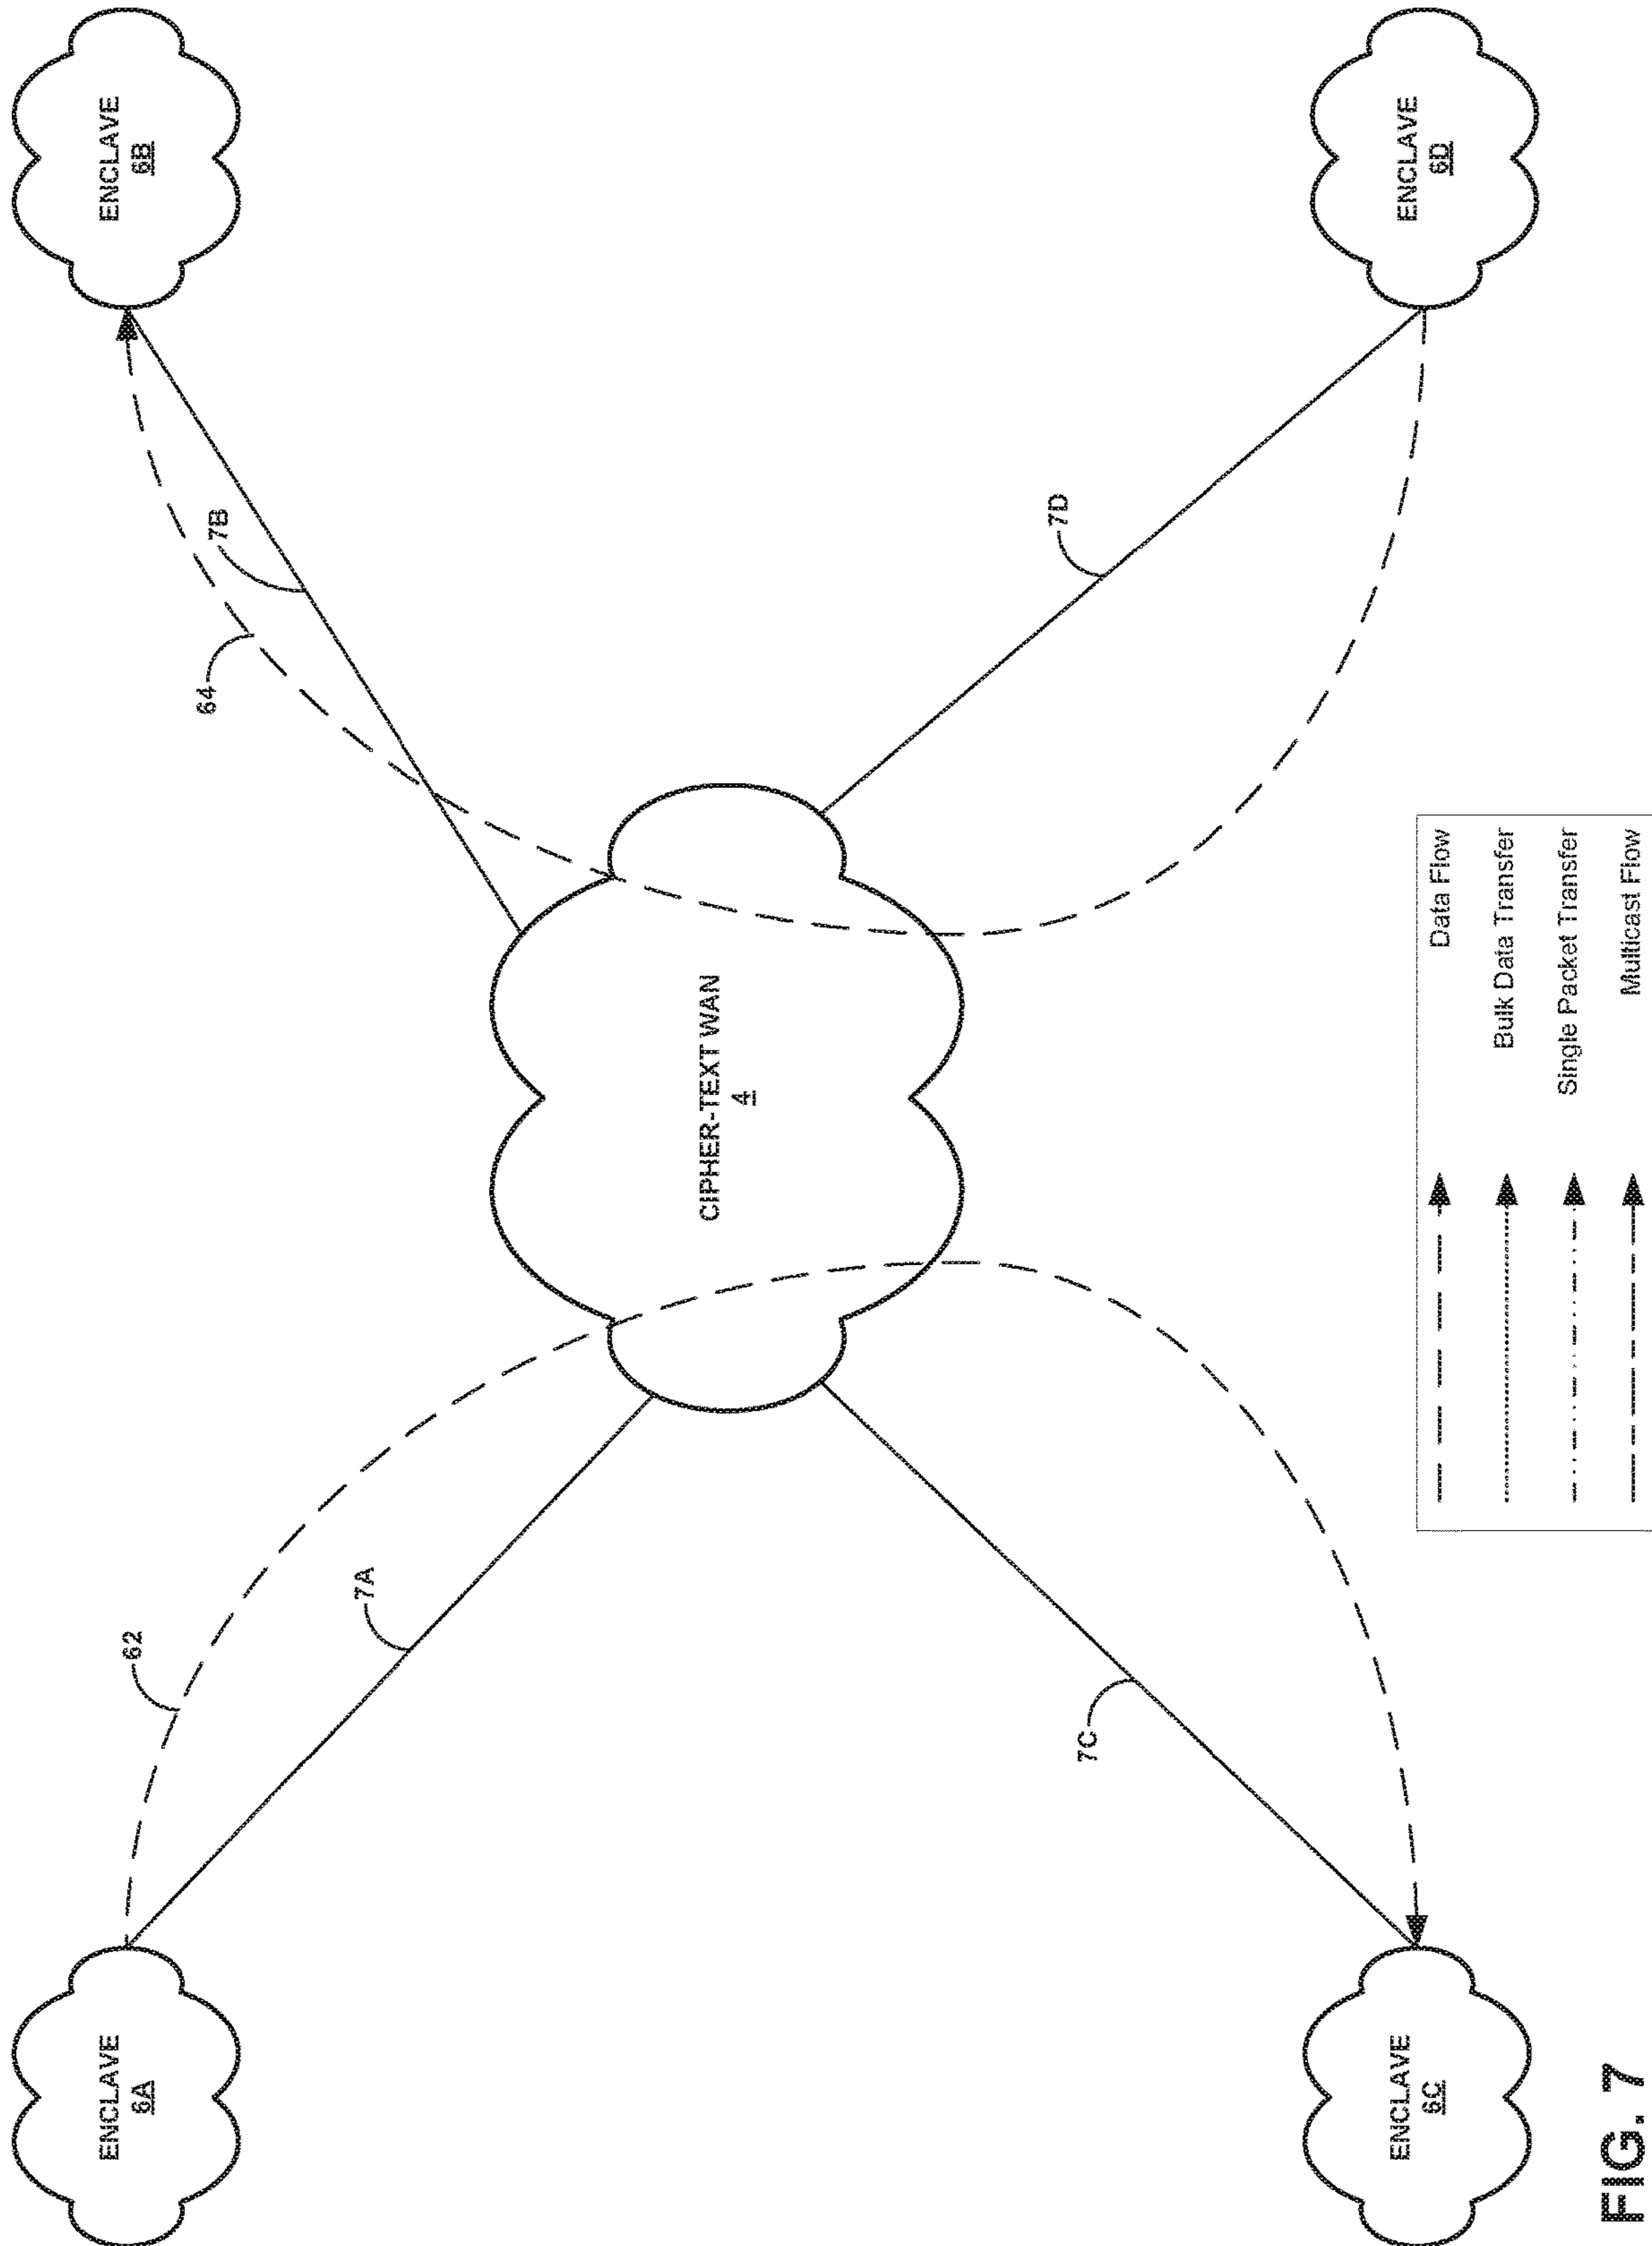 ENCLAVE
6A
ENCLAVE
6B
62
7A
64
7B
CIPHER-TEXT WAN
4
7C
7D
ENCLAVE
6C
ENCLAVE
6D
Data Flow
Bulk Data Transfer
Single Packet Transfer
Multicast Flow
FIG. 7